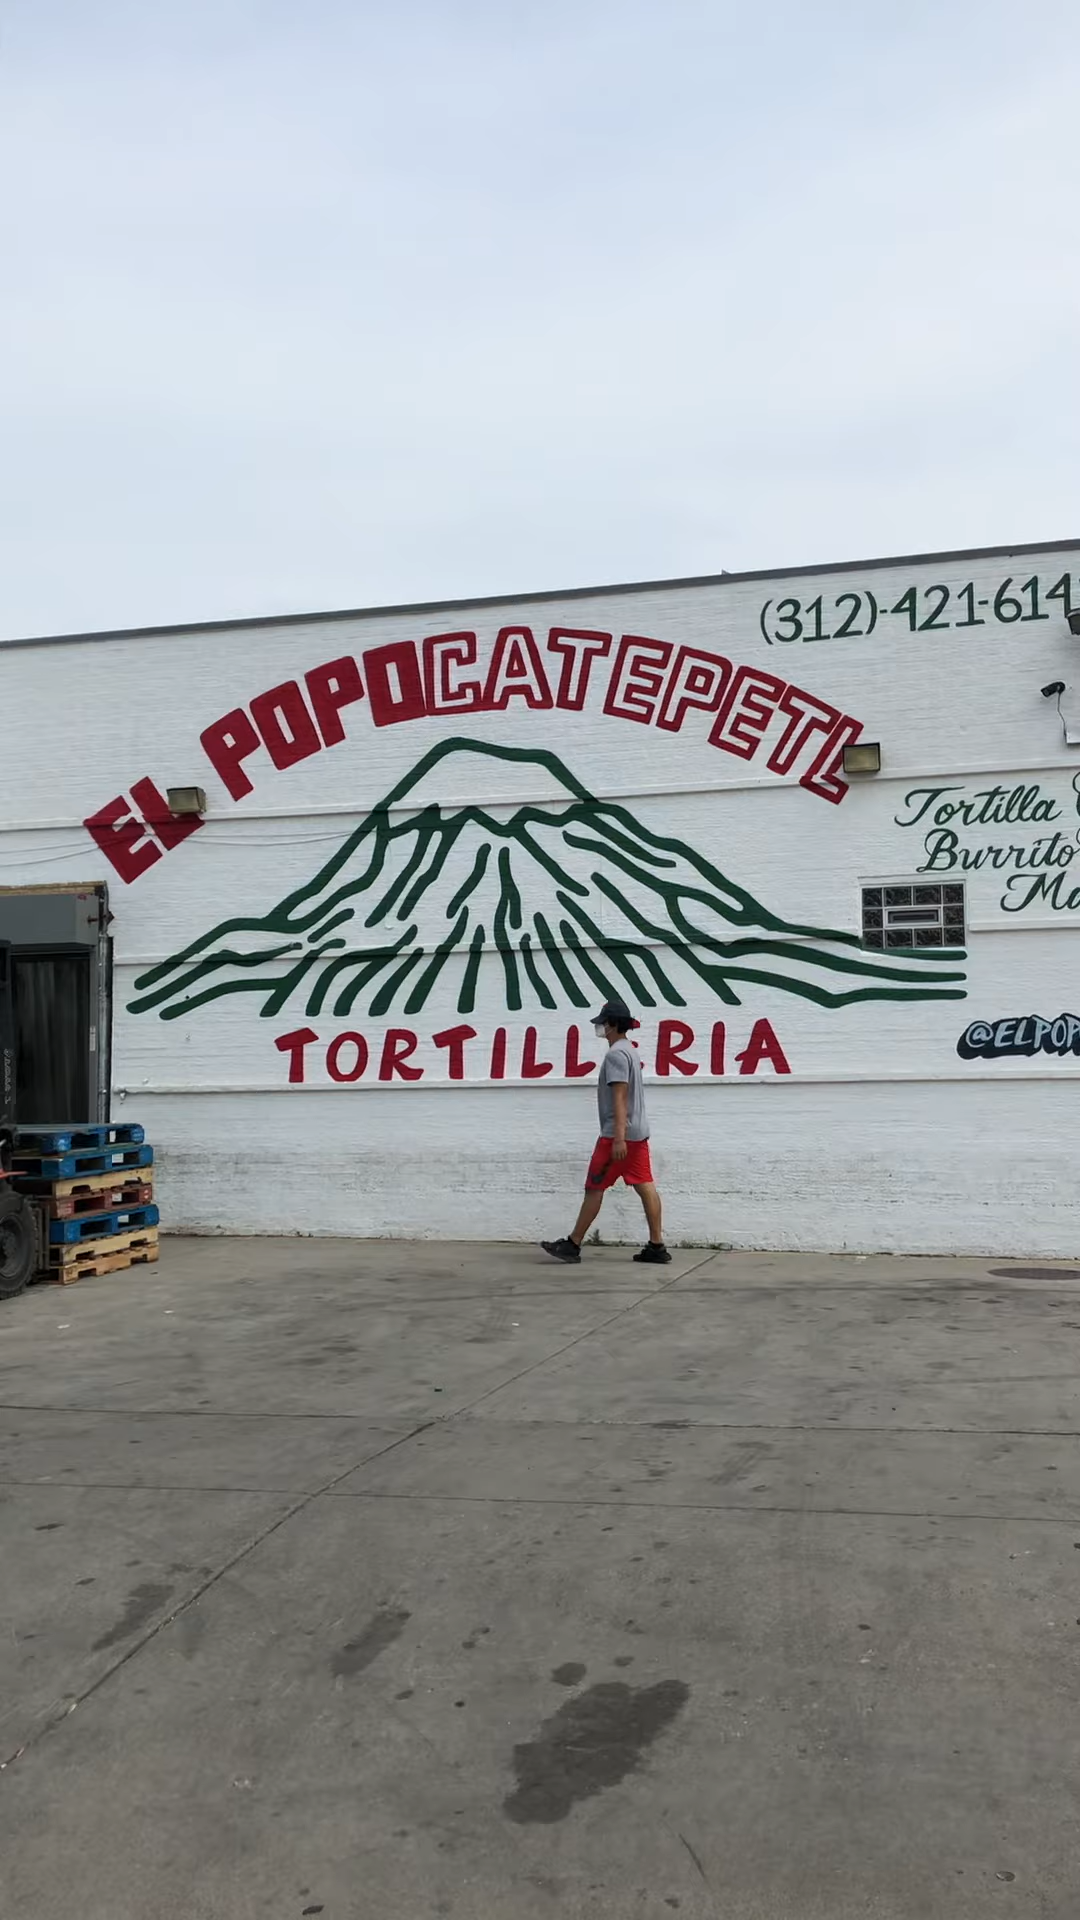 (312)-421-614
EL POPOCATEPETL
Tortilla
Burrito
TORTILLERIA
@ELPOP